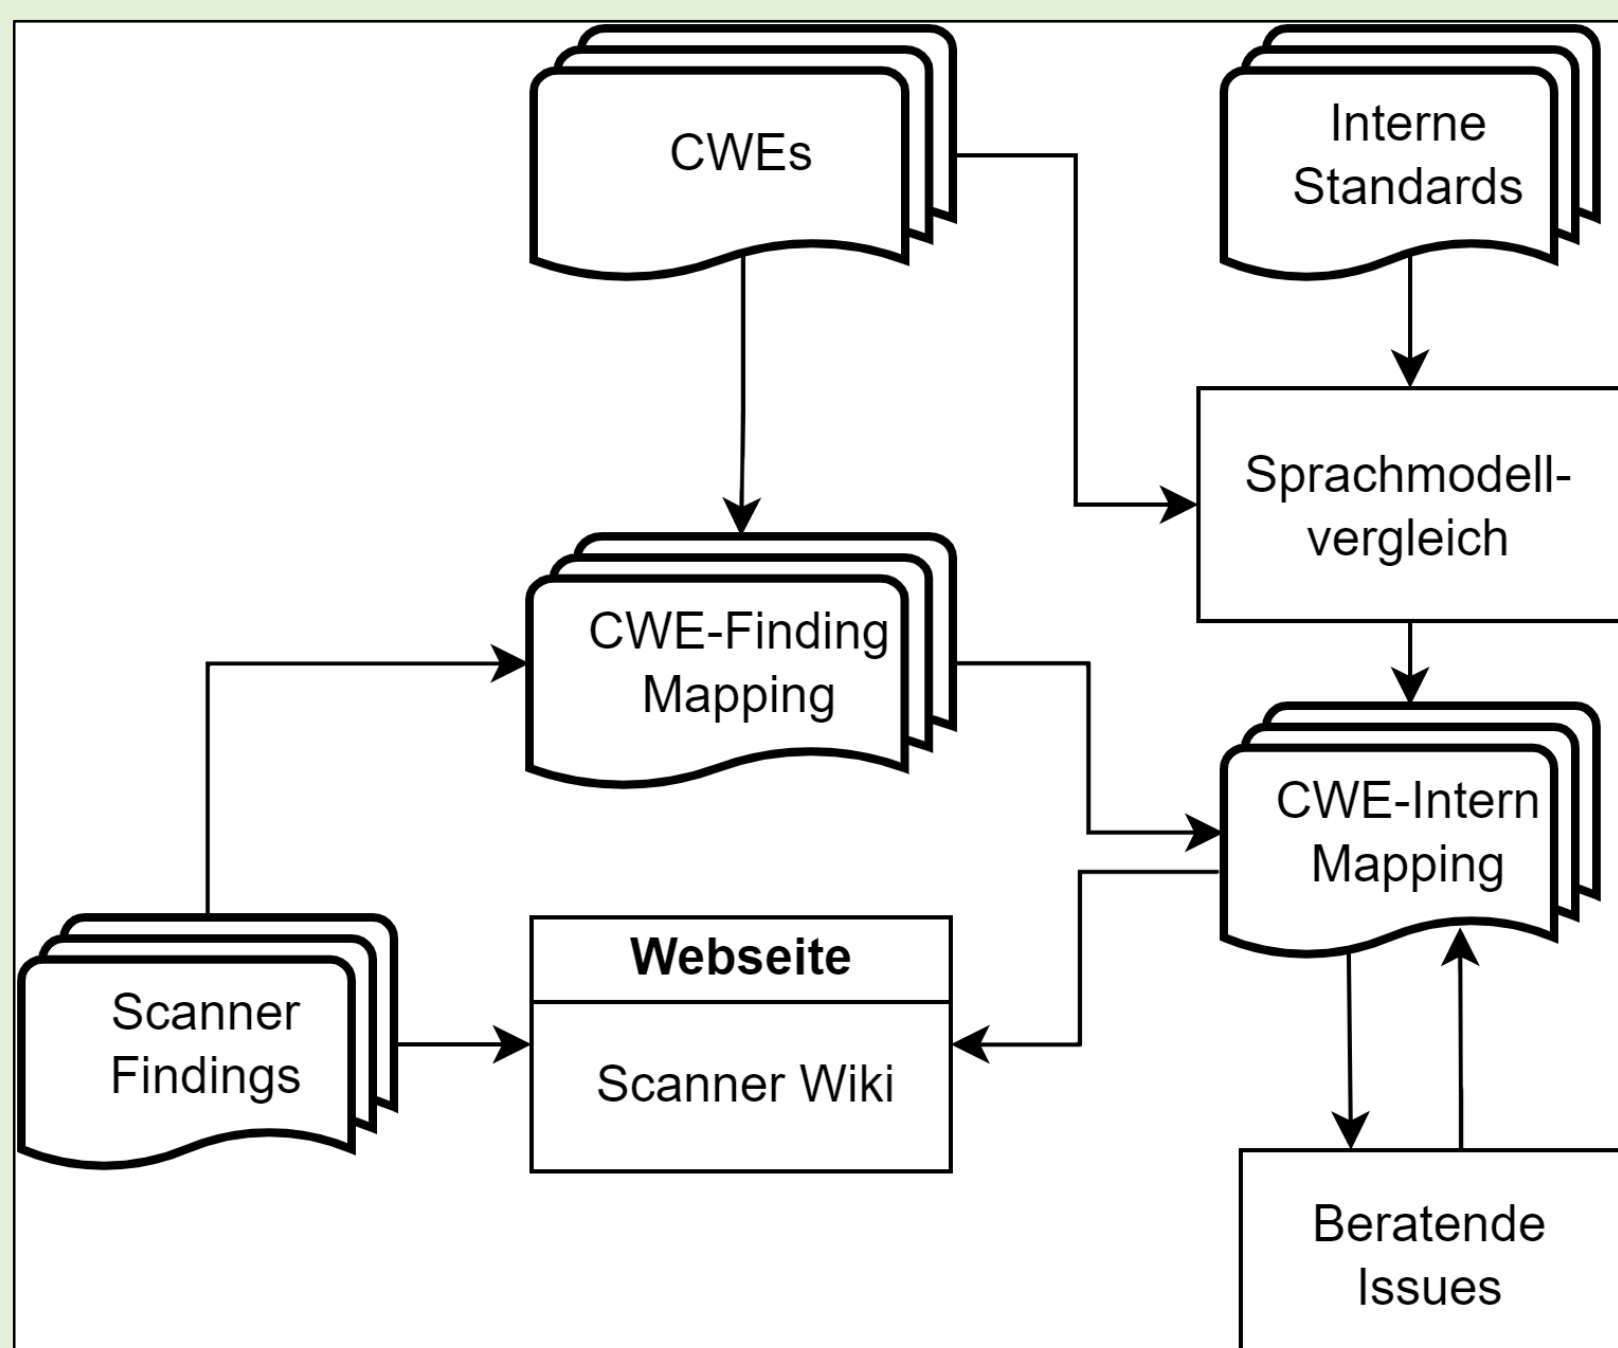 CWEs
Interne
Standards
Sprachmodell-
vergleich
CWE-Finding
Mapping
CWE-Intern
Mapping
Scanner
Findings
Webseite
Scanner Wiki
Beratende
Issues